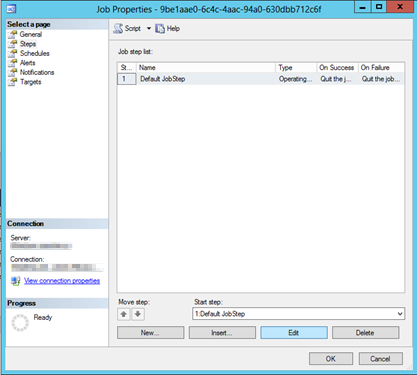 Job Properties - 9be1aae0-6c4c-4aac-94a0-630dbb712c6f
Select a page
General
Steps
Schedules
Alerts
Notifications
Targets
Script
Help
Job step list:
St... Name Type On Success On Failure
1 Default JobStep Operating... Quit the j... Quit the job...
Connection
Server:
Connection:
View connection properties
Progress
Ready
Move step:
Start step:
1:Default JobStep
New... Insert... Edit Delete
OK Cancel